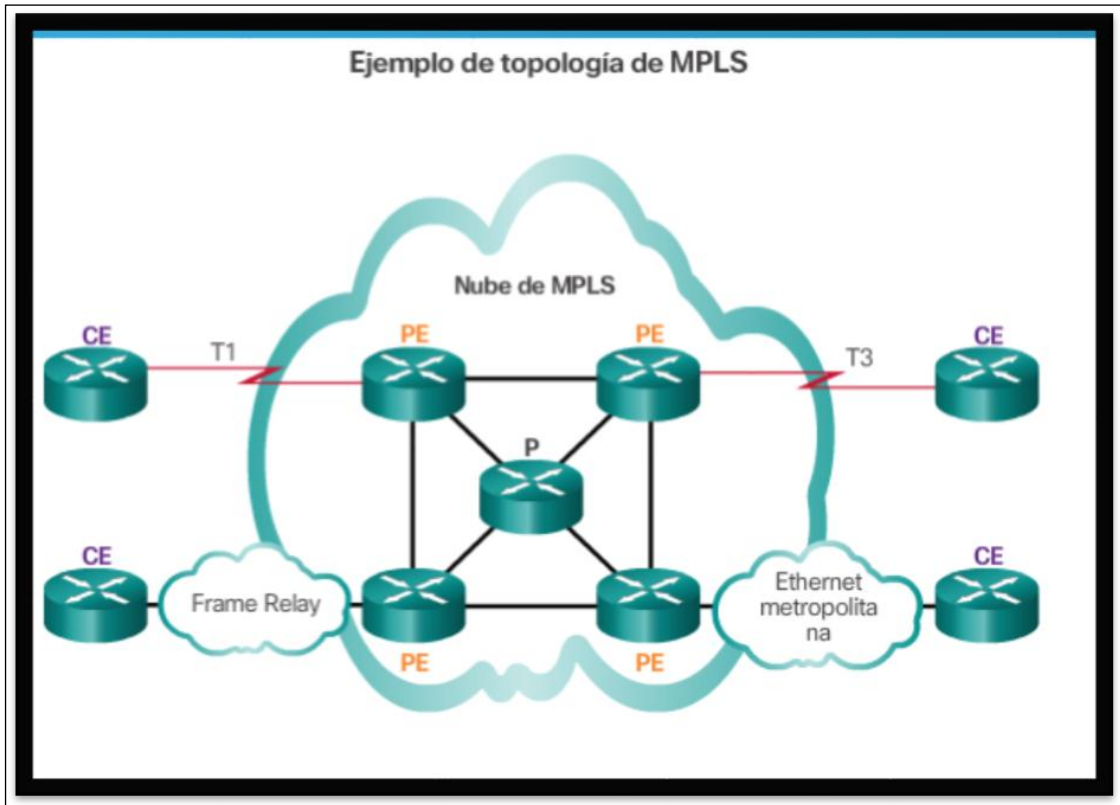 Ejemplo de topología de MPLS
Nube de MPLS
CE
T1
PE
PE
T3
CE
P
CE
Frame Relay
PE
PE
Ethernet
metropolita
na
CE